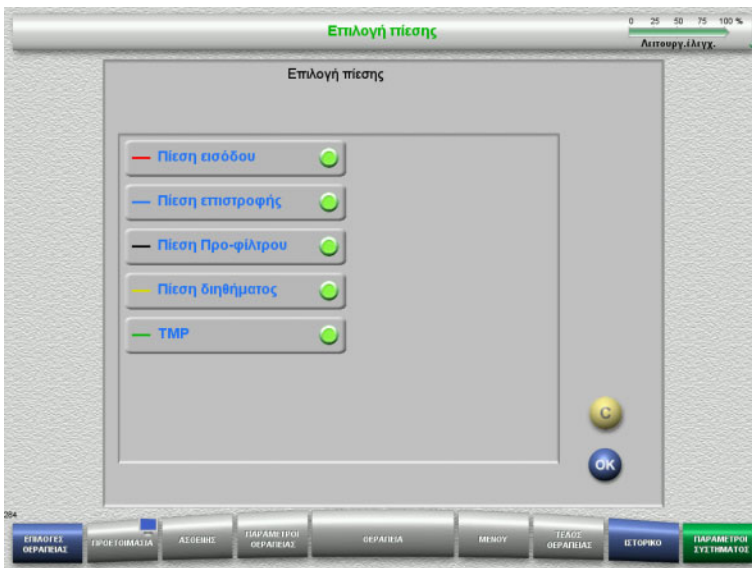 Επιλογή πίεσης
0 25 50 75 100 %
Λειτουργ.έλεγχ.
Επιλογή πίεσης
Πίεση εισόδου
Πίεση επιστροφής
Πίεση Προ-φίλτρου
Πίεση διηθήματος
TMP
C
OK
284
ΕΠΙΛΟΓΕΣ ΘΕΡΑΠΕΙΑΣ
ΠΡΟΕΤΟΙΜΑΣΙΑ
ΑΣΘΕΝΗΣ
ΠΑΡΑΜΕΤΡΟΙ ΘΕΡΑΠΕΙΑΣ
ΘΕΡΑΠΕΙΑ
ΜΕΝΟΥ
ΤΕΛΟΣ ΘΕΡΑΠΕΙΑΣ
ΙΣΤΟΡΙΚΟ
ΠΑΡΑΜΕΤΡΟΙ ΣΥΣΤΗΜΑΤΟΣ